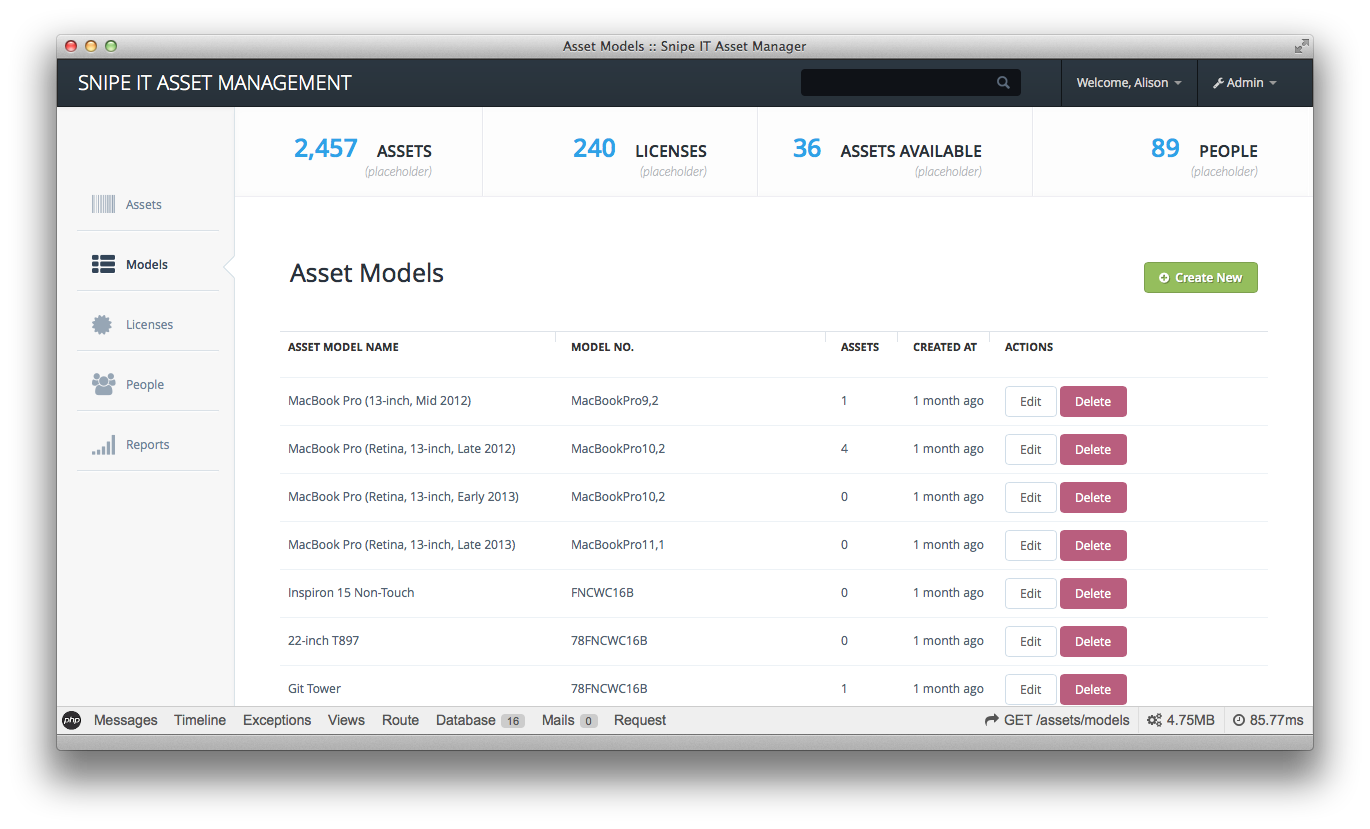 Asset Models :: Snipe IT Asset Manager
SNIPE IT ASSET MANAGEMENT
Welcome, Alison
Admin
2,457 ASSETS
(placeholder)
240 LICENSES
(placeholder)
36 ASSETS AVAILABLE
(placeholder)
89 PEOPLE
(placeholder)
Assets
Models
Licenses
People
Reports
Asset Models
Create New
ASSET MODEL NAME MODEL NO. ASSETS CREATED AT ACTIONS
MacBook Pro (13-inch, Mid 2012) MacBookPro9,2 1 1 month ago Edit Delete
MacBook Pro (Retina, 13-inch, Late 2012) MacBookPro10,2 4 1 month ago Edit Delete
MacBook Pro (Retina, 13-inch, Early 2013) MacBookPro10,2 0 1 month ago Edit Delete
MacBook Pro (Retina, 13-inch, Late 2013) MacBookPro11,1 0 1 month ago Edit Delete
Inspiron 15 Non-Touch FNCWC16B 0 1 month ago Edit Delete
22-inch T897 78FNCWC16B 0 1 month ago Edit Delete
Git Tower 78FNCWC16B 1 1 month ago Edit Delete
php Messages Timeline Exceptions Views Route Database 16 Mails 0 Request GET /assets/models 4.75MB 85.77ms